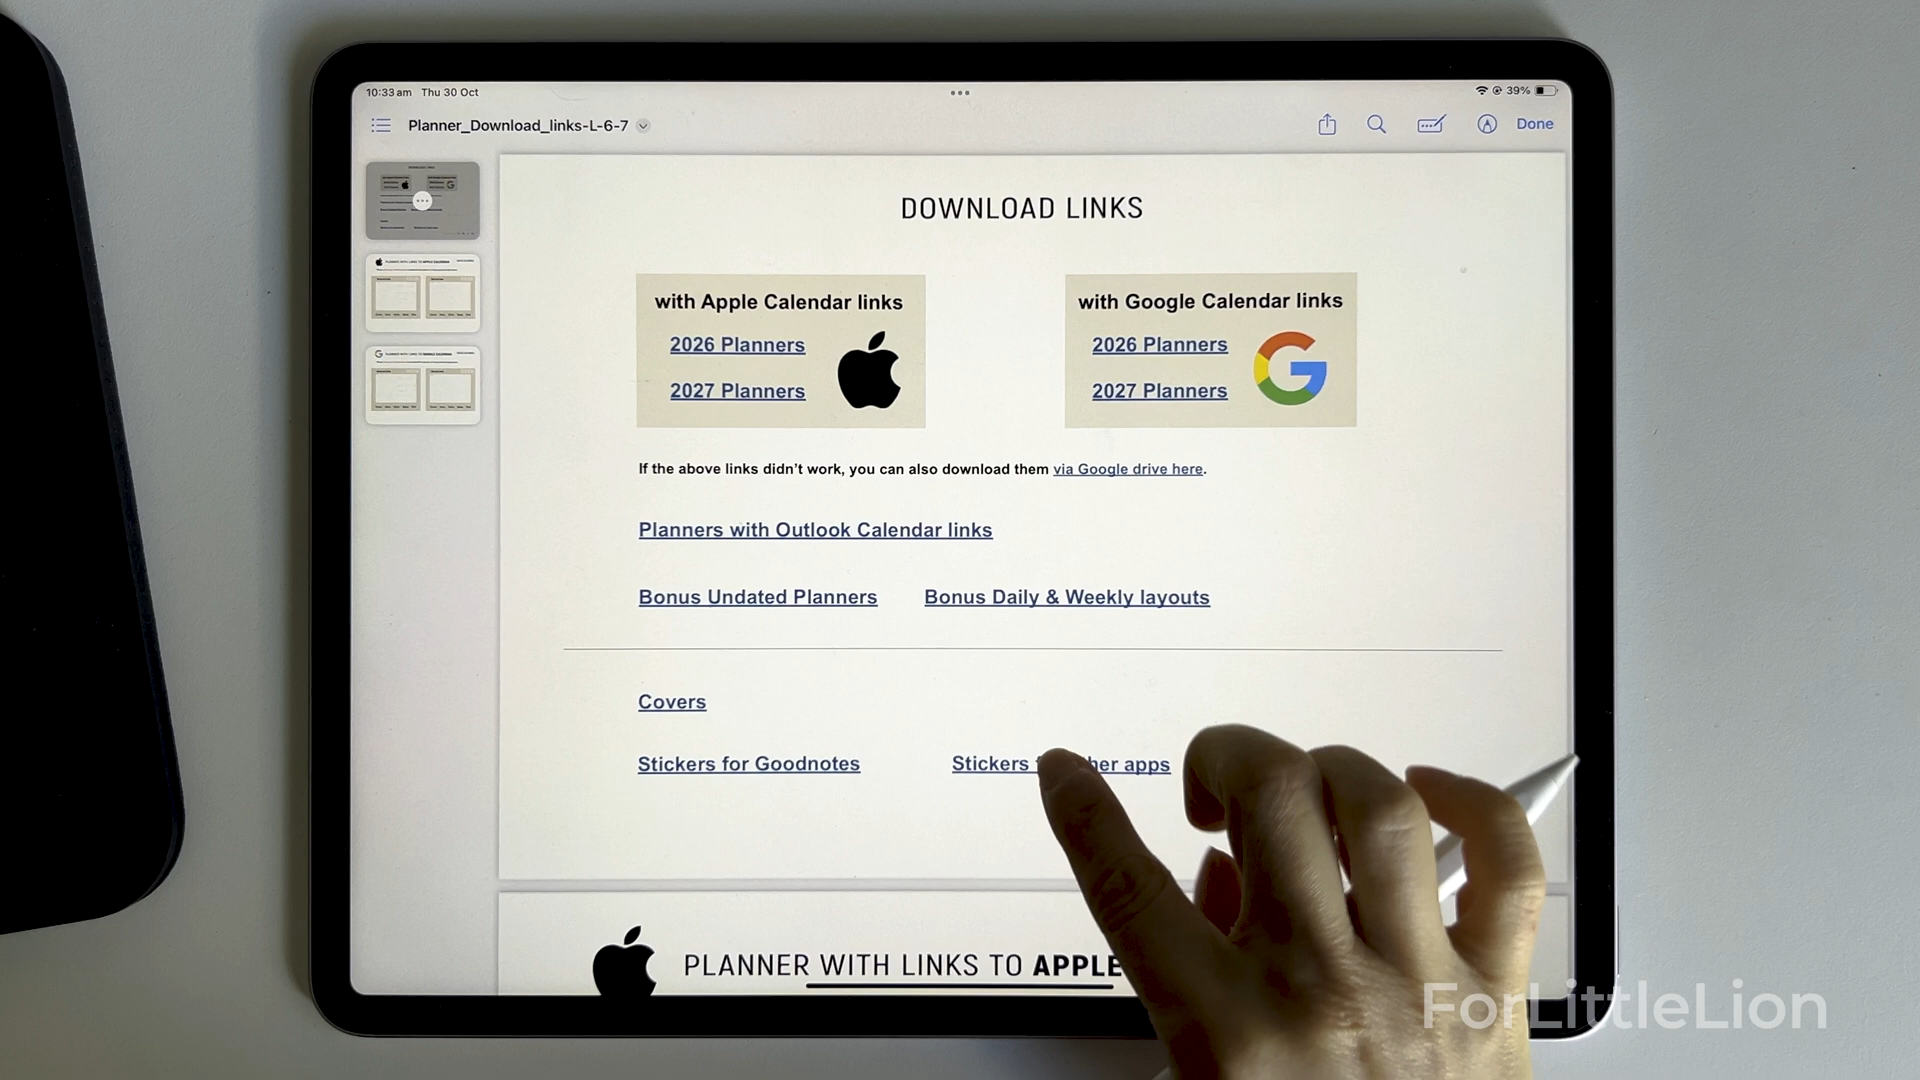 10:33 am Thu 30 Oct
39%
Planner_Download_links-L-6-7
Done
DOWNLOAD LINKS
with Apple Calendar links
2026 Planners
2027 Planners
with Google Calendar links
2026 Planners
2027 Planners
If the above links didn’t work, you can also download them via Google drive here.
Planners with Outlook Calendar links
Bonus Undated Planners
Bonus Daily & Weekly layouts
Covers
Stickers for Goodnotes
Stickers apps
PLANNER WITH LINKS TO APPLE
ForLittleLion